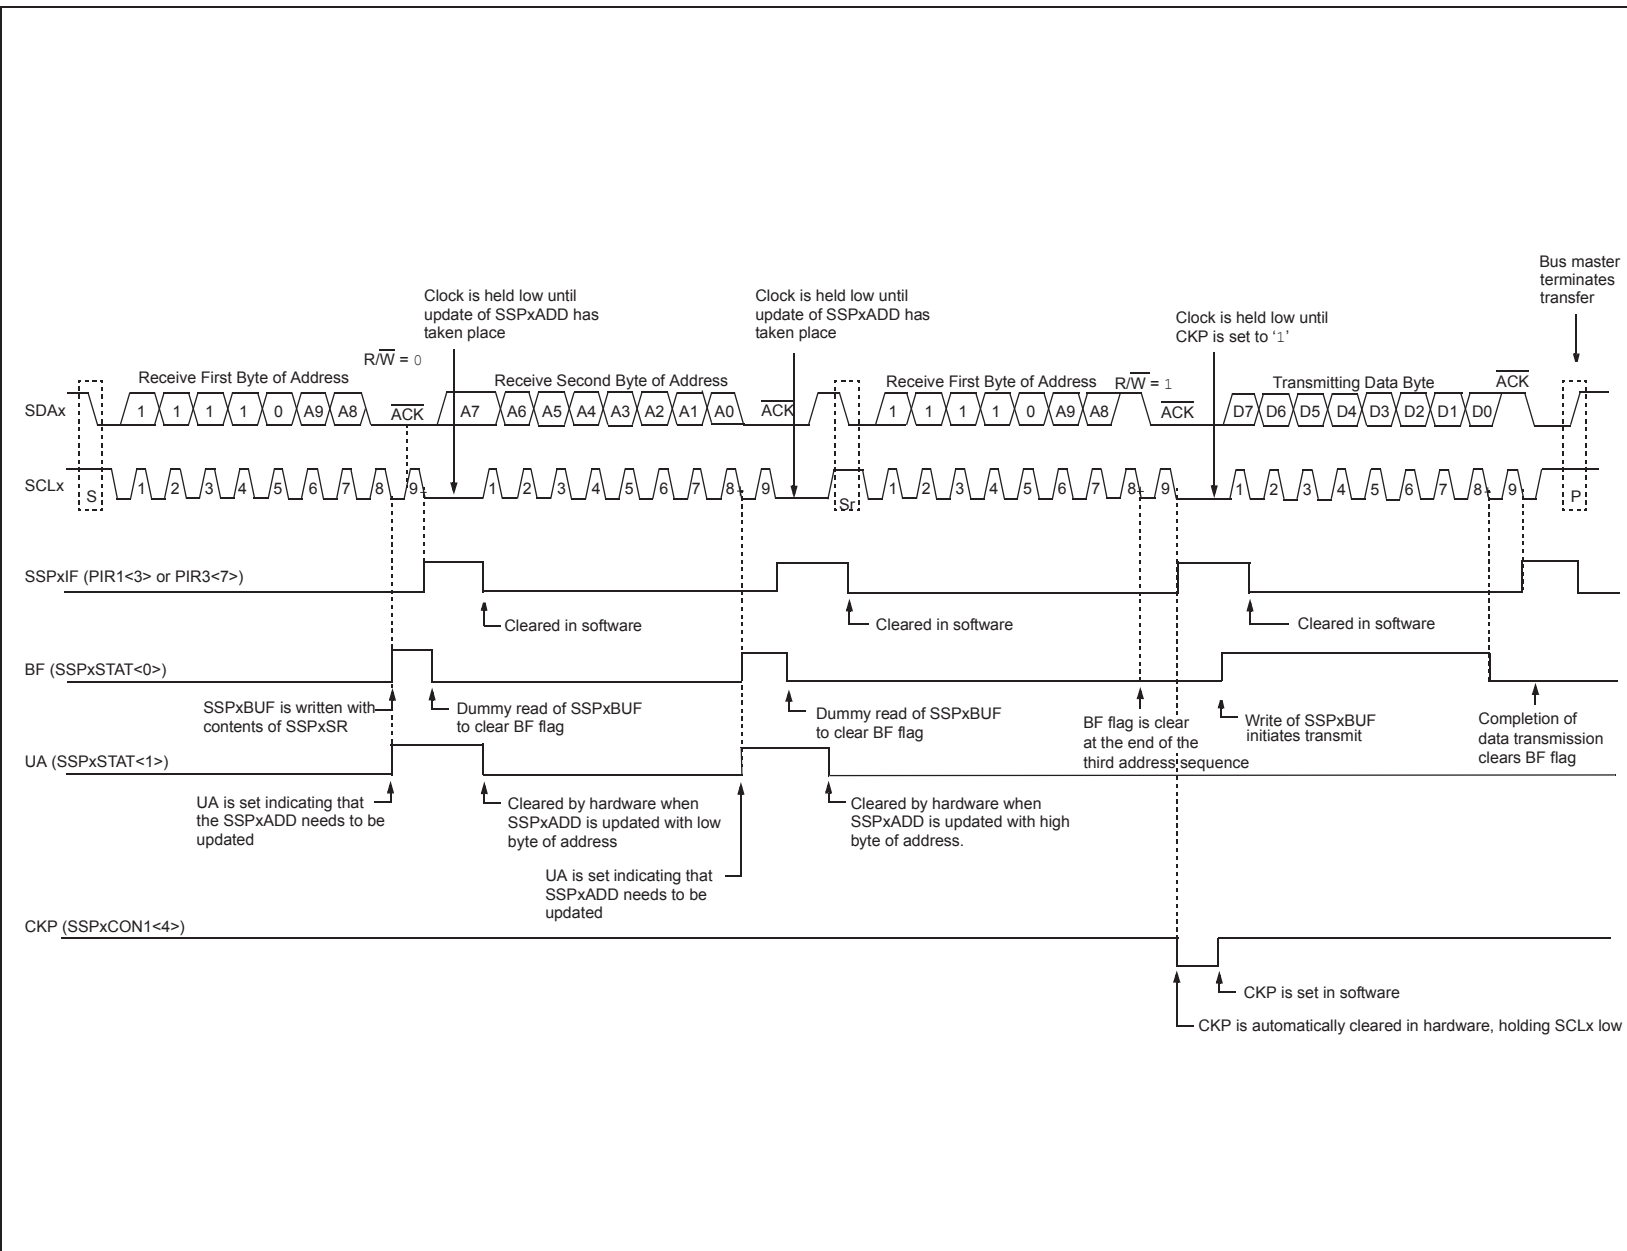 Bus master
terminates
transfer
Clock is held low until
update of SSPxADD has
taken place
Clock is held low until
update of SSPxADD has
taken place
Clock is held low until
CKP is set to ‘1’
R/W = 0
Receive First Byte of Address
Receive Second Byte of Address
Receive First Byte of Address
R/W = 1
Transmitting Data Byte
ACK
SDAx
1 1 1 1 0 A9 A8 ACK A7 A6 A5 A4 A3 A2 A1 A0 ACK 1 1 1 1 0 A9 A8 ACK D7 D6 D5 D4 D3 D2 D1 D0
SCLx
S 1 2 3 4 5 6 7 8 9 1 2 3 4 5 6 7 8 9 Sr 1 2 3 4 5 6 7 8 9 1 2 3 4 5 6 7 8 9 P
SSPxIF (PIR1<3> or PIR3<7>)
Cleared in software
Cleared in software
Cleared in software
BF (SSPxSTAT<0>)
SSPxBUF is written with
contents of SSPxSR
Dummy read of SSPxBUF
to clear BF flag
Dummy read of SSPxBUF
to clear BF flag
BF flag is clear
at the end of the
third address sequence
Write of SSPxBUF
initiates transmit
Completion of
data transmission
clears BF flag
UA (SSPxSTAT<1>)
UA is set indicating that
the SSPxADD needs to be
updated
Cleared by hardware when
SSPxADD is updated with low
byte of address
UA is set indicating that
SSPxADD needs to be
updated
Cleared by hardware when
SSPxADD is updated with high
byte of address.
CKP (SSPxCON1<4>)
CKP is set in software
CKP is automatically cleared in hardware, holding SCLx low